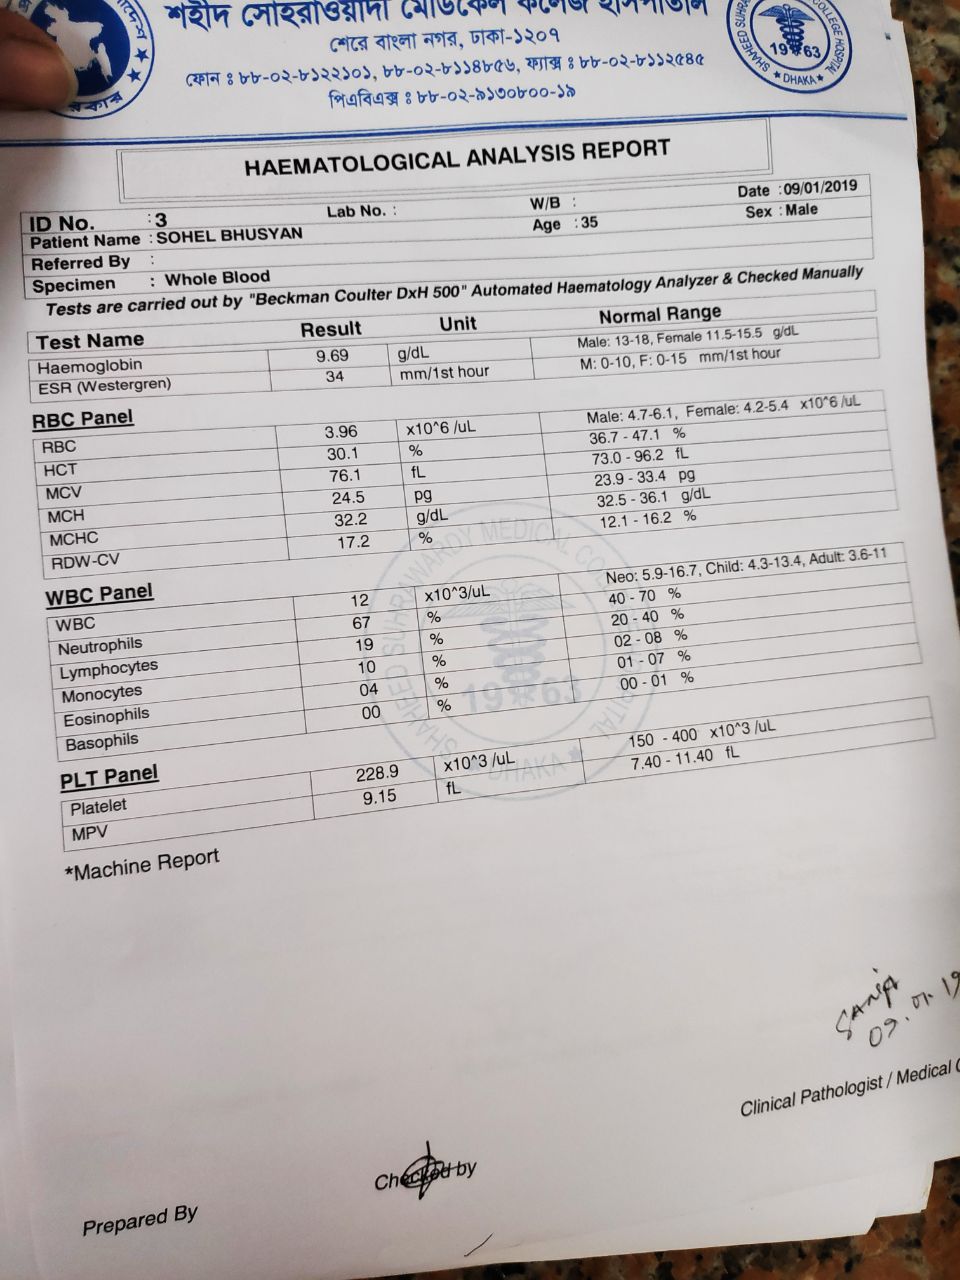 শহীদ সোহরাওয়ার্দী মেডিকেল কলেজ হাসপাতাল
শেরে বাংলা নগর, ঢাকা-১২০৭
ফোন ঃ ৮৮-০২-৮১২২১০১, ৮৮-০২-৮১১৪৮৫৬, ফ্যাক্স ঃ ৮৮-০২-৮১১২৫৪৫
পিএবিএক্স ঃ ৮৮-০২-৯১৩০৮০০-১৯
COLLEGE HOSPITAL
1963
SHAHEED SUHR
DHAKA
HAEMATOLOGICAL ANALYSIS REPORT
ID No. : 3 Lab No. : W/B : Date : 09/01/2019
Patient Name : SOHEL BHUSYAN Age : 35 Sex : Male
Referred By :
Specimen : Whole Blood
Tests are carried out by "Beckman Coulter DxH 500" Automated Haematology Analyzer & Checked Manually
Test Name Result Unit Normal Range
Haemoglobin 9.69 g/dL Male: 13-18, Female 11.5-15.5 g/dL
ESR (Westergren) 34 mm/1st hour M: 0-10, F: 0-15 mm/1st hour
RBC Panel
RBC 3.96 x10^6 /uL Male: 4.7-6.1, Female: 4.2-5.4 x10^6 /uL
HCT 30.1 % 36.7 - 47.1 %
MCV 76.1 fL 73.0 - 96.2 fL
MCH 24.5 pg 23.9 - 33.4 pg
MCHC 32.2 g/dL 32.5 - 36.1 g/dL
RDW-CV 17.2 % 12.1 - 16.2 %
WBC Panel
WBC 12 x10^3/uL Neo: 5.9-16.7, Child: 4.3-13.4, Adult: 3.6-11
Neutrophils 67 % 40 - 70 %
Lymphocytes 19 % 20 - 40 %
Monocytes 10 % 02 - 08 %
Eosinophils 04 % 01 - 07 %
Basophils 00 % 00 - 01 %
PLT Panel
Platelet 228.9 x10^3 /uL 150 - 400 x10^3 /uL
MPV 9.15 fL 7.40 - 11.40 fL
SHAHEED SUHRAWARDY MEDICAL COLLEGE HOSPITAL
1963
DHAKA
*Machine Report
09.01.19
Clinical Pathologist / Medical
Checked by
Prepared By